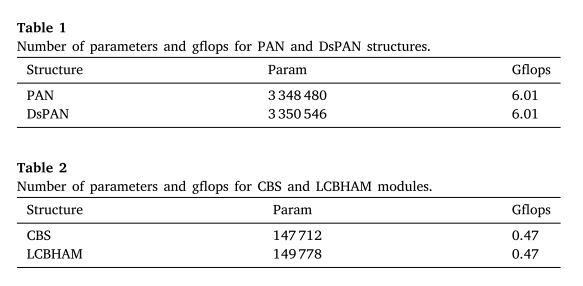 Table 1
Number of parameters and gflops for PAN and DsPAN structures.
Structure Param Gflops
PAN 3 348 480 6.01
DsPAN 3 350 546 6.01
Table 2
Number of parameters and gflops for CBS and LCBHAM modules.
Structure Param Gflops
CBS 147 712 0.47
LCBHAM 149 778 0.47